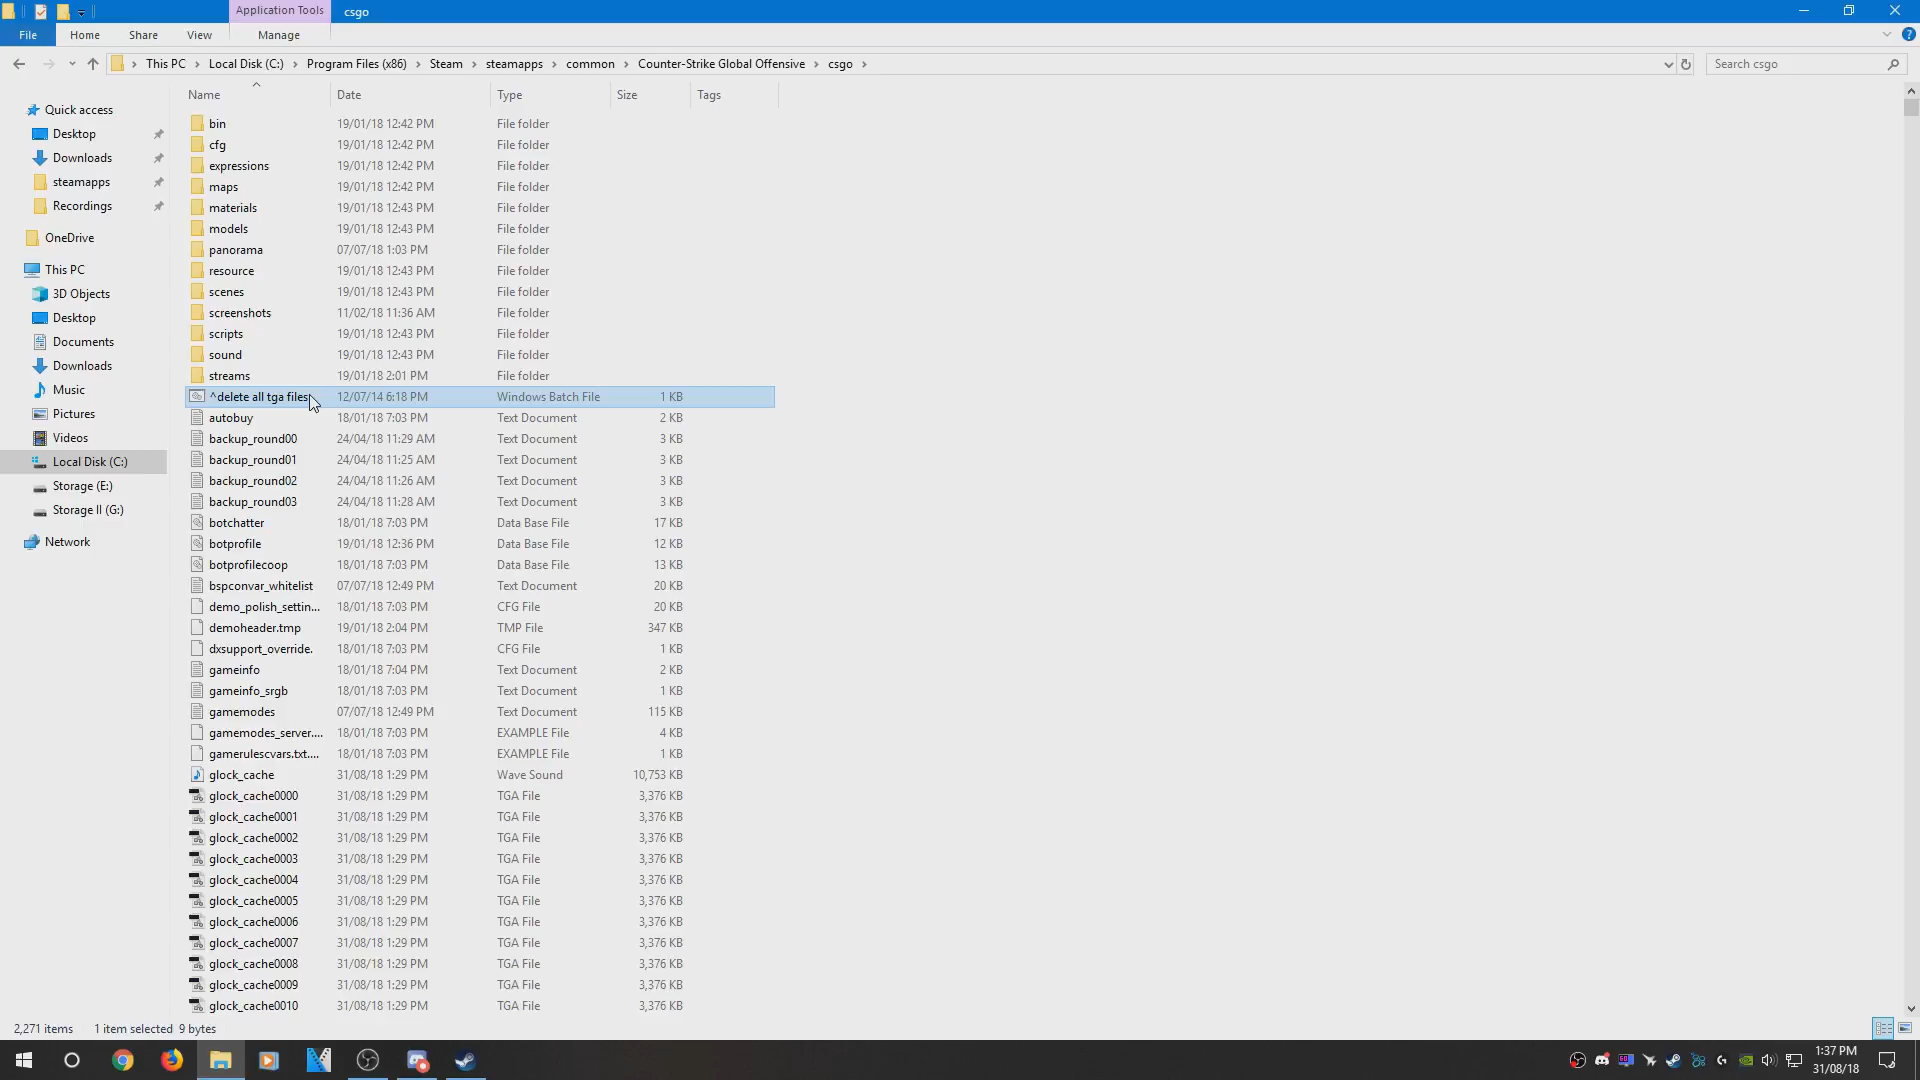 Application Tools
csgo
File
Home
Share
View
Manage
This PC
Local Disk (C:)
Program Files (x86)
Steam
steamapps
common
Counter-Strike Global Offensive
csgo
Search csgo
Name
Date
Type
Size
Tags
Quick access
Desktop
Downloads
steamapps
Recordings
OneDrive
This PC
3D Objects
Desktop
Documents
Downloads
Music
Pictures
Videos
Local Disk (C:)
Storage (E:)
Storage II (G:)
Network
bin 19/01/18 12:42 PM File folder
cfg 19/01/18 12:42 PM File folder
expressions 19/01/18 12:42 PM File folder
maps 19/01/18 12:42 PM File folder
materials 19/01/18 12:43 PM File folder
models 19/01/18 12:43 PM File folder
panorama 07/07/18 1:03 PM File folder
resource 19/01/18 12:43 PM File folder
scenes 19/01/18 12:43 PM File folder
screenshots 11/02/18 11:36 AM File folder
scripts 19/01/18 12:43 PM File folder
sound 19/01/18 12:43 PM File folder
streams 19/01/18 2:01 PM File folder
^delete all tga files 12/07/14 6:18 PM Windows Batch File 1 KB
autobuy 18/01/18 7:03 PM Text Document 2 KB
backup_round00 24/04/18 11:29 AM Text Document 3 KB
backup_round01 24/04/18 11:25 AM Text Document 3 KB
backup_round02 24/04/18 11:26 AM Text Document 3 KB
backup_round03 24/04/18 11:28 AM Text Document 3 KB
botchatter 18/01/18 7:03 PM Data Base File 17 KB
botprofile 19/01/18 12:36 PM Data Base File 12 KB
botprofilecoop 18/01/18 7:03 PM Data Base File 13 KB
bspconvar_whitelist 07/07/18 12:49 PM Text Document 20 KB
demo_polish_settin... 18/01/18 7:03 PM CFG File 20 KB
demoheader.tmp 19/01/18 2:04 PM TMP File 347 KB
dxsupport_override. 18/01/18 7:03 PM CFG File 1 KB
gameinfo 18/01/18 7:04 PM Text Document 2 KB
gameinfo_srgb 18/01/18 7:03 PM Text Document 1 KB
gamemodes 07/07/18 12:49 PM Text Document 115 KB
gamemodes_server.... 18/01/18 7:03 PM EXAMPLE File 4 KB
gamerulescvars.txt.... 18/01/18 7:03 PM EXAMPLE File 1 KB
glock_cache 31/08/18 1:29 PM Wave Sound 10,753 KB
glock_cache0000 31/08/18 1:29 PM TGA File 3,376 KB
glock_cache0001 31/08/18 1:29 PM TGA File 3,376 KB
glock_cache0002 31/08/18 1:29 PM TGA File 3,376 KB
glock_cache0003 31/08/18 1:29 PM TGA File 3,376 KB
glock_cache0004 31/08/18 1:29 PM TGA File 3,376 KB
glock_cache0005 31/08/18 1:29 PM TGA File 3,376 KB
glock_cache0006 31/08/18 1:29 PM TGA File 3,376 KB
glock_cache0007 31/08/18 1:29 PM TGA File 3,376 KB
glock_cache0008 31/08/18 1:29 PM TGA File 3,376 KB
glock_cache0009 31/08/18 1:29 PM TGA File 3,376 KB
glock_cache0010 31/08/18 1:29 PM TGA File 3,376 KB
2,271 items 1 item selected 9 bytes
1:37 PM
31/08/18